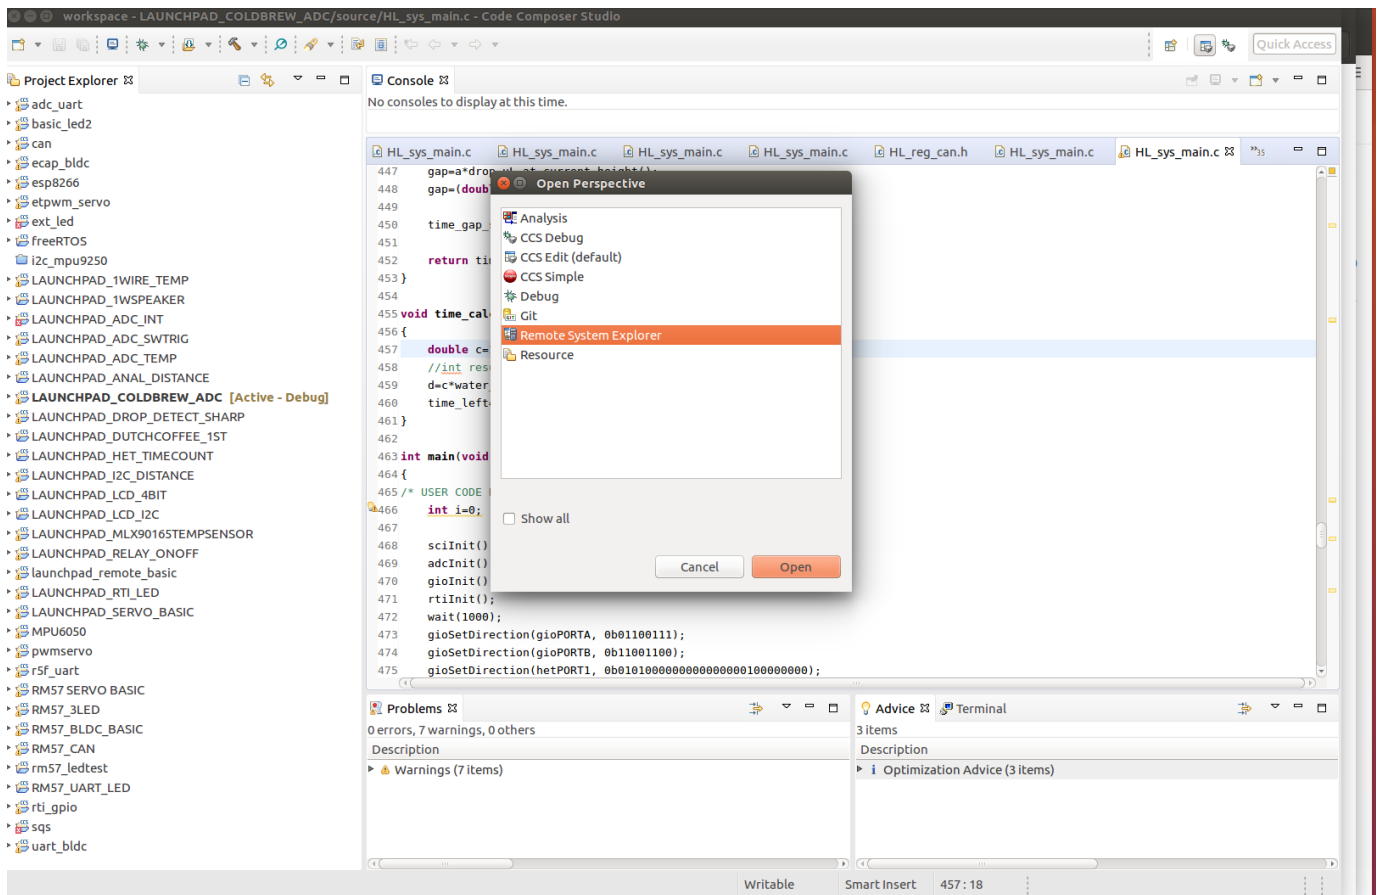 workspace - LAUNCHPAD_COLDBREW_ADC/source/HL_sys_main.c - Code Composer Studio
Quick Access
Project Explorer
adc_uart
basic_led2
can
ecap_bldc
esp8266
etpwm_servo
ext_led
freeRTOS
i2c_mpu9250
LAUNCHPAD_1WIRE_TEMP
LAUNCHPAD_1WSPEAKER
LAUNCHPAD_ADC_INT
LAUNCHPAD_ADC_SWTRIG
LAUNCHPAD_ADC_TEMP
LAUNCHPAD_ANAL_DISTANCE
LAUNCHPAD_COLDBREW_ADC [Active - Debug]
LAUNCHPAD_DROP_DETECT_SHARP
LAUNCHPAD_DUTCHCOFFEE_1ST
LAUNCHPAD_HET_TIMECOUNT
LAUNCHPAD_I2C_DISTANCE
LAUNCHPAD_LCD_4BIT
LAUNCHPAD_LCD_I2C
LAUNCHPAD_MLX90165TEMPSENSOR
LAUNCHPAD_RELAY_ONOFF
launchpad_remote_basic
LAUNCHPAD_RTI_LED
LAUNCHPAD_SERVO_BASIC
MPU6050
pwmservo
r5f_uart
RM57 SERVO BASIC
RM57_3LED
RM57_BLDC_BASIC
RM57_CAN
rm57_ledtest
RM57_UART_LED
rti_gpio
sqs
uart_bldc
Console
No consoles to display at this time.
HL_sys_main.c HL_sys_main.c HL_sys_main.c HL_sys_main.c HL_reg_can.h HL_sys_main.c HL_sys_main.c »35
447 gap=a*drop_ul_at_current_height();
448 gap=(doub
449
450 time_gap_
451
452 return ti
453 }
454
455 void time_cal
456 {
457 double c=
458 //int res
459 d=c*water
460 time_left=
461 }
462
463 int main(void
464 {
465 /* USER CODE
466 int i=0;
467
468 sciInit()
469 adcInit()
470 gioInit()
471 rtiInit();
472 wait(1000);
473 gioSetDirection(gioPORTA, 0b01100111);
474 gioSetDirection(gioPORTB, 0b11001100);
475 gioSetDirection(hetPORT1, 0b01010000000000000000100000000);
Open Perspective
Analysis
CCS Debug
CCS Edit (default)
CCS Simple
Debug
Git
Remote System Explorer
Resource
Show all
Cancel Open
Problems
0 errors, 7 warnings, 0 others
Description
Warnings (7 items)
Advice Terminal
3 items
Description
i Optimization Advice (3 items)
Writable Smart Insert 457 : 18